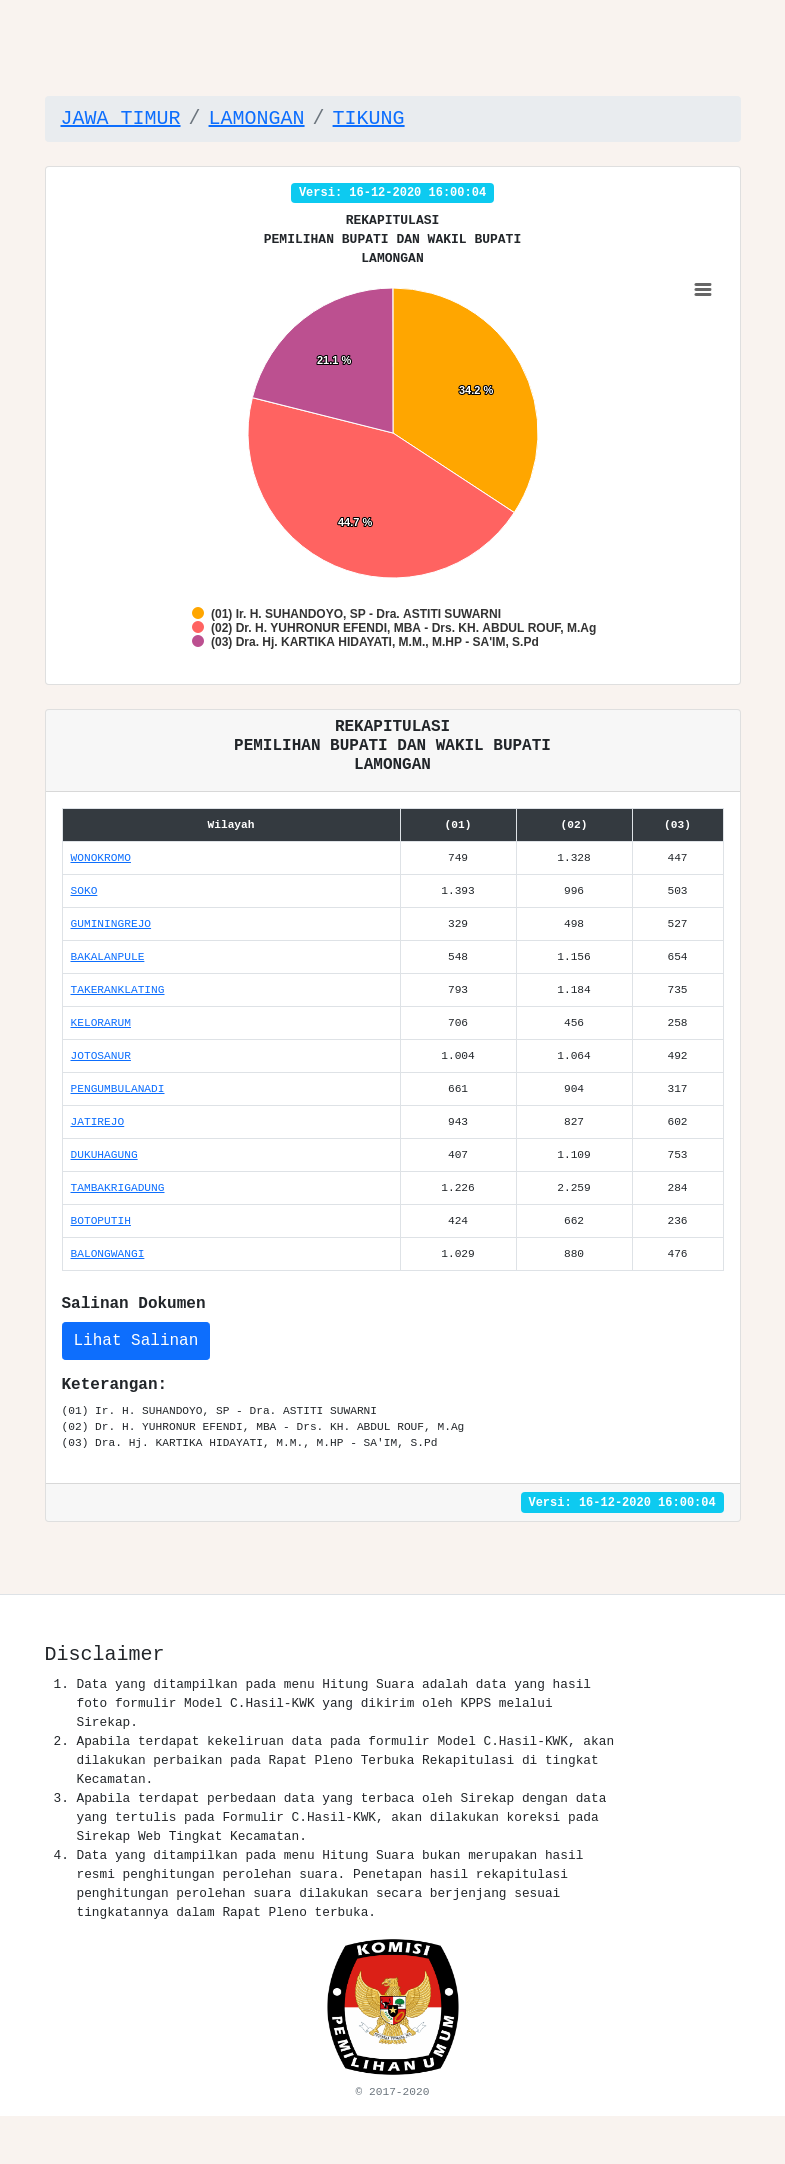 JAWA TIMUR / LAMONGAN / TIKUNG
Versi: 16-12-2020 16:00:04
REKAPITULASI
PEMILIHAN BUPATI DAN WAKIL BUPATI
LAMONGAN
21.1 %
34.2 %
44.7 %
(01) Ir. H. SUHANDOYO, SP - Dra. ASTITI SUWARNI
(02) Dr. H. YUHRONUR EFENDI, MBA - Drs. KH. ABDUL ROUF, M.Ag
(03) Dra. Hj. KARTIKA HIDAYATI, M.M., M.HP - SA'IM, S.Pd
REKAPITULASI
PEMILIHAN BUPATI DAN WAKIL BUPATI
LAMONGAN
Wilayah (01) (02) (03)
WONOKROMO 749 1.328 447
SOKO 1.393 996 503
GUMININGREJO 329 498 527
BAKALANPULE 548 1.156 654
TAKERANKLATING 793 1.184 735
KELORARUM 706 456 258
JOTOSANUR 1.004 1.064 492
PENGUMBULANADI 661 904 317
JATIREJO 943 827 602
DUKUHAGUNG 407 1.109 753
TAMBAKRIGADUNG 1.226 2.259 284
BOTOPUTIH 424 662 236
BALONGWANGI 1.029 880 476
Salinan Dokumen
Lihat Salinan
Keterangan:
(01) Ir. H. SUHANDOYO, SP - Dra. ASTITI SUWARNI
(02) Dr. H. YUHRONUR EFENDI, MBA - Drs. KH. ABDUL ROUF, M.Ag
(03) Dra. Hj. KARTIKA HIDAYATI, M.M., M.HP - SA'IM, S.Pd
Versi: 16-12-2020 16:00:04
Disclaimer
1. Data yang ditampilkan pada menu Hitung Suara adalah data yang hasil
foto formulir Model C.Hasil-KWK yang dikirim oleh KPPS melalui
Sirekap.
2. Apabila terdapat kekeliruan data pada formulir Model C.Hasil-KWK, akan
dilakukan perbaikan pada Rapat Pleno Terbuka Rekapitulasi di tingkat
Kecamatan.
3. Apabila terdapat perbedaan data yang terbaca oleh Sirekap dengan data
yang tertulis pada Formulir C.Hasil-KWK, akan dilakukan koreksi pada
Sirekap Web Tingkat Kecamatan.
4. Data yang ditampilkan pada menu Hitung Suara bukan merupakan hasil
resmi penghitungan perolehan suara. Penetapan hasil rekapitulasi
penghitungan perolehan suara dilakukan secara berjenjang sesuai
tingkatannya dalam Rapat Pleno terbuka.
KOMISI
PEMILIHAN UMUM
© 2017-2020